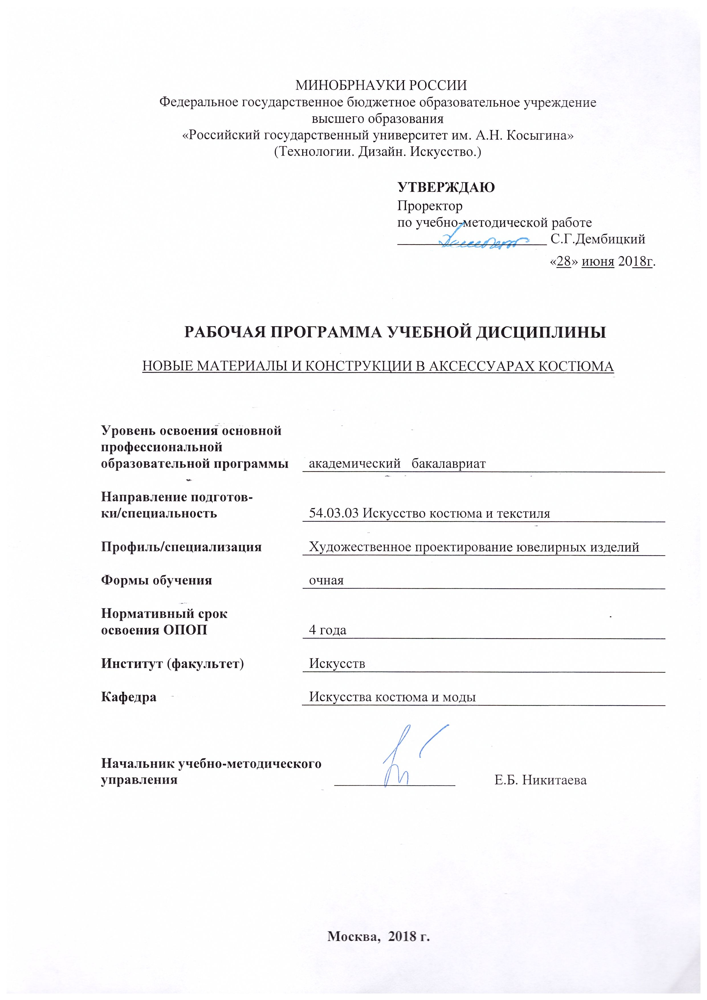 МИНОБРНАУКИ РОССИИ
Федеральное государственное бюджетное образовательное учреждение
высшего образования
«Российский государственный университет им. А.Н. Косыгина»
(Технологии. Дизайн. Искусство.)
УТВЕРЖДАЮ
Проректор
по учебно-методической работе
С.Г.Дембицкий
«28» июня 2018г.
РАБОЧАЯ ПРОГРАММА УЧЕБНОЙ ДИСЦИПЛИНЫ
НОВЫЕ МАТЕРИАЛЫ И КОНСТРУКЦИИ В АКСЕССУАРАХ КОСТЮМА
Уровень освоения основной
профессиональной
образовательной программы академический бакалавриат
Направление подготов-
ки/специальность 54.03.03 Искусство костюма и текстиля
Профиль/специализация Художественное проектирование ювелирных изделий
Формы обучения очная
Нормативный срок
освоения ОПОП 4 года
Институт (факультет) Искусств
Кафедра Искусства костюма и моды
Начальник учебно-методического
управления Е.Б. Никитаева
Москва, 2018 г.